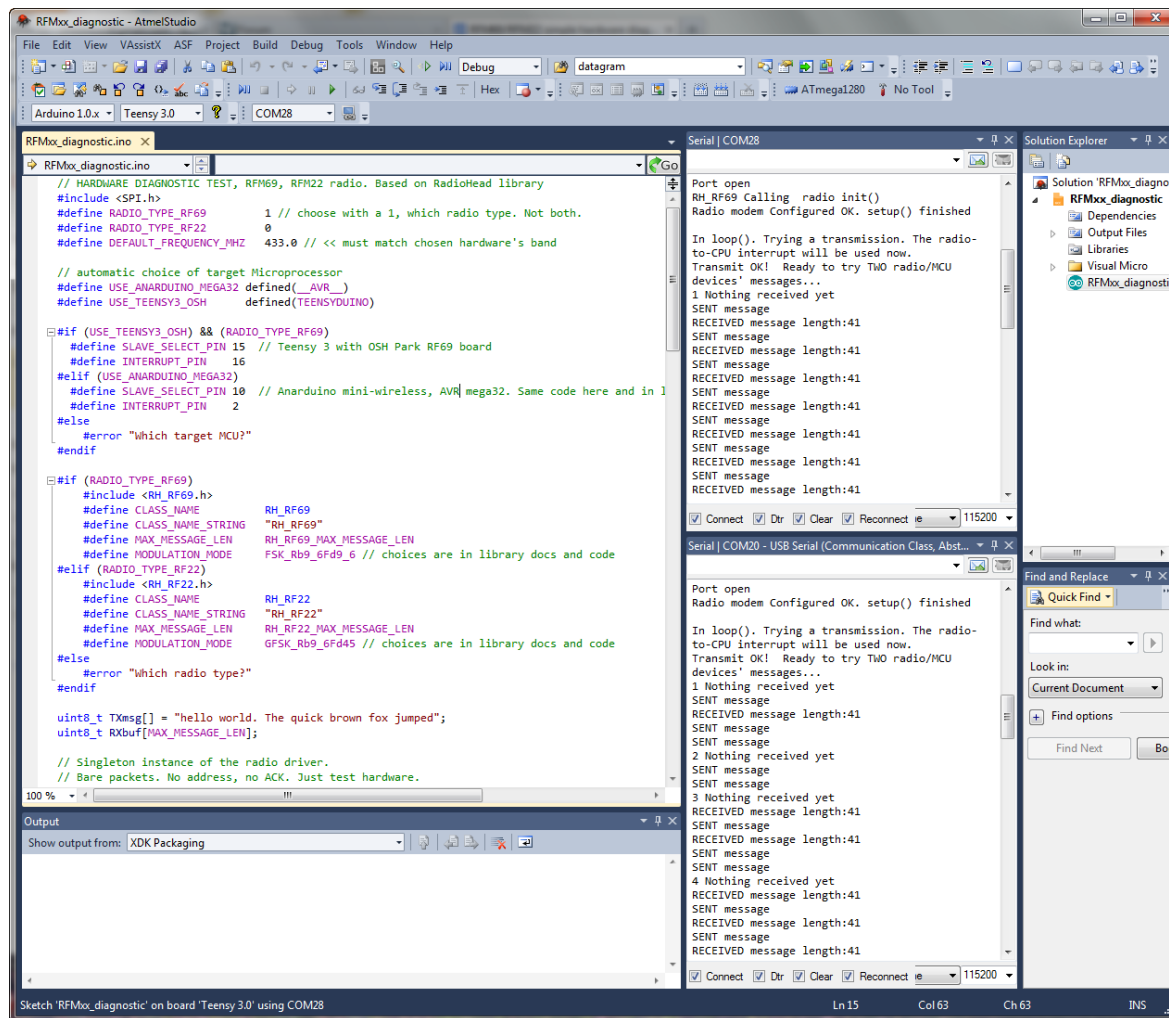 RFMxx_diagnostic - AtmelStudio
File Edit View VAssistX ASF Project Build Debug Tools Window Help
Debug datagram
Hex ATmega1280 No Tool
Arduino 1.0.x Teensy 3.0 COM28
RFMxx_diagnostic.ino
RFMxx_diagnostic.ino Go
// HARDWARE DIAGNOSTIC TEST, RFM69, RFM22 radio. Based on RadioHead library
#include <SPI.h>
#define RADIO_TYPE_RF69 1 // choose with a 1, which radio type. Not both.
#define RADIO_TYPE_RF22 0
#define DEFAULT_FREQUENCY_MHZ 433.0 // << must match chosen hardware's band
// automatic choice of target Microprocessor
#define USE_ANARDUINO_MEGA32 defined(__AVR__)
#define USE_TEENSY3_OSH defined(TEENSYDUINO)
#if (USE_TEENSY3_OSH) && (RADIO_TYPE_RF69)
#define SLAVE_SELECT_PIN 15 // Teensy 3 with OSH Park RF69 board
#define INTERRUPT_PIN 16
#elif (USE_ANARDUINO_MEGA32)
#define SLAVE_SELECT_PIN 10 // Anarduino mini-wireless, AVR mega32. Same code here and in l
#define INTERRUPT_PIN 2
#else
#error "Which target MCU?"
#endif
#if (RADIO_TYPE_RF69)
#include <RH_RF69.h>
#define CLASS_NAME RH_RF69
#define CLASS_NAME_STRING "RH_RF69"
#define MAX_MESSAGE_LEN RH_RF69_MAX_MESSAGE_LEN
#define MODULATION_MODE FSK_Rb9_6Fd9_6 // choices are in library docs and code
#elif (RADIO_TYPE_RF22)
#include <RH_RF22.h>
#define CLASS_NAME RH_RF22
#define CLASS_NAME_STRING "RH_RF22"
#define MAX_MESSAGE_LEN RH_RF22_MAX_MESSAGE_LEN
#define MODULATION_MODE GFSK_Rb9_6Fd45 // choices are in library docs and code
#else
#error "Which radio type?"
#endif
uint8_t TXmsg[] = "hello world. The quick brown fox jumped";
uint8_t RXbuf[MAX_MESSAGE_LEN];
// Singleton instance of the radio driver.
// Bare packets. No address, no ACK. Just test hardware.
100 %
Output
Show output from: XDK Packaging
Serial | COM28
Port open
RH_RF69 Calling radio init()
Radio modem Configured OK. setup() finished
In loop(). Trying a transmission. The radio-
to-CPU interrupt will be used now.
Transmit OK! Ready to try TWO radio/MCU
devices' messages...
1 Nothing received yet
SENT message
RECEIVED message length:41
SENT message
RECEIVED message length:41
SENT message
RECEIVED message length:41
SENT message
RECEIVED message length:41
SENT message
RECEIVED message length:41
SENT message
RECEIVED message length:41
SENT message
RECEIVED message length:41
Connect Dtr Clear Reconnect 115200
Serial | COM20 - USB Serial (Communication Class, Abst...
Port open
Radio modem Configured OK. setup() finished
In loop(). Trying a transmission. The radio-
to-CPU interrupt will be used now.
Transmit OK! Ready to try TWO radio/MCU
devices' messages...
1 Nothing received yet
SENT message
RECEIVED message length:41
SENT message
SENT message
2 Nothing received yet
SENT message
SENT message
3 Nothing received yet
RECEIVED message length:41
SENT message
RECEIVED message length:41
SENT message
SENT message
4 Nothing received yet
RECEIVED message length:41
SENT message
RECEIVED message length:41
SENT message
RECEIVED message length:41
Connect Dtr Clear Reconnect 115200
Solution Explorer
Solution 'RFMxx_diagno
RFMxx_diagnostic
Dependencies
Output Files
Libraries
Visual Micro
RFMxx_diagnosti
Find and Replace
Quick Find
Find what:
Look in:
Current Document
Find options
Find Next Bo
Sketch 'RFMxx_diagnostic' on board 'Teensy 3.0' using COM28 Ln 15 Col 63 Ch 63 INS